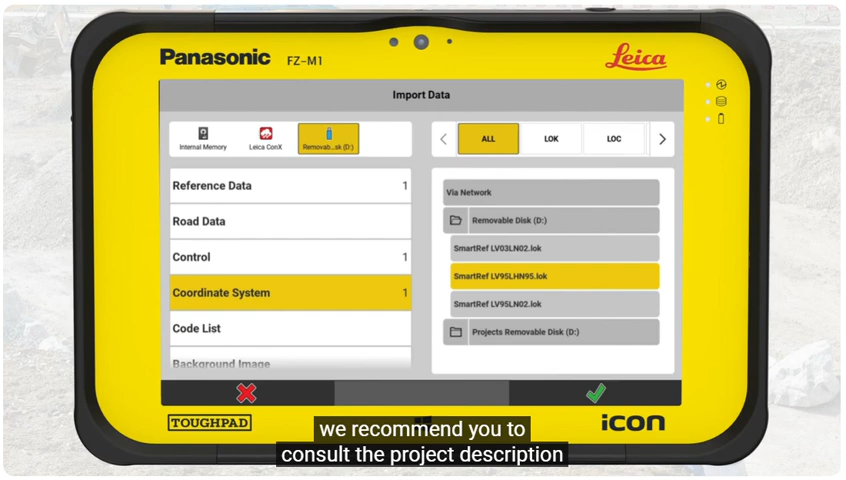 Panasonic FZ-M1
Leica
Import Data
Internal Memory
Leica ConX
Removab...sk (D:)
ALL
LOK
LOC
Reference Data 1
Road Data
Control 1
Coordinate System 1
Code List
Background Image
Via Network
Removable Disk (D:)
SmartRef LV03LN02.lok
SmartRef LV95LHN95.lok
SmartRef LV95LN02.lok
Projects Removable Disk (D:)
TOUGHPAD
iCON
we recommend you to
consult the project description